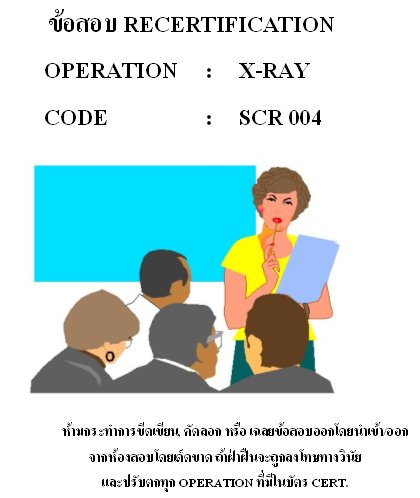 ข้อสอบ RECERTIFICATION
OPERATION : X-RAY
CODE : SCR 004
ห้ามกระทำการขีดเขียน, คัดลอก หรือ เฉลยข้อสอบออกโดยนำเข้า/ออก
จากห้องสอบโดยเด็ดขาด ถ้าฝ่าฝืนจะถูกลงโทษทางวินัย
และปรับตกทุก OPERATION ที่มีในบัตร CERT.